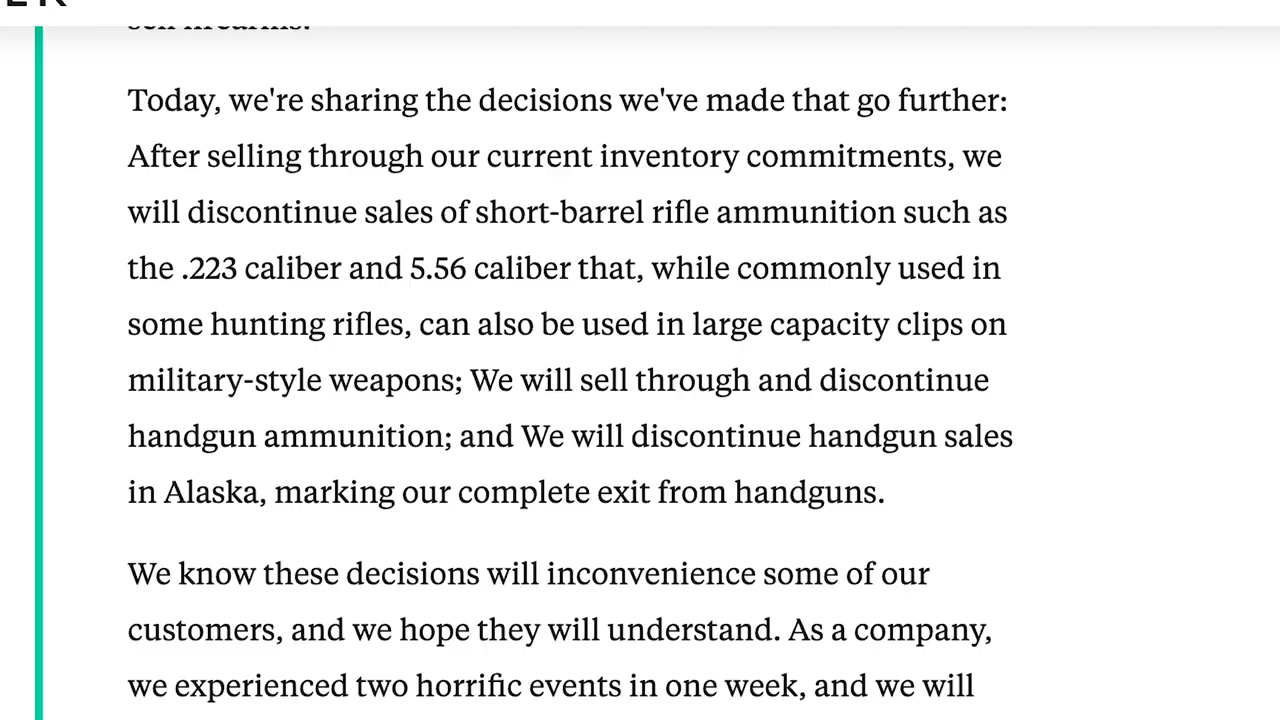 sell firearms.
Today, we're sharing the decisions we've made that go further:
After selling through our current inventory commitments, we
will discontinue sales of short-barrel rifle ammunition such as
the .223 caliber and 5.56 caliber that, while commonly used in
some hunting rifles, can also be used in large capacity clips on
military-style weapons; We will sell through and discontinue
handgun ammunition; and We will discontinue handgun sales
in Alaska, marking our complete exit from handguns.
We know these decisions will inconvenience some of our
customers, and we hope they will understand. As a company,
we experienced two horrific events in one week, and we will